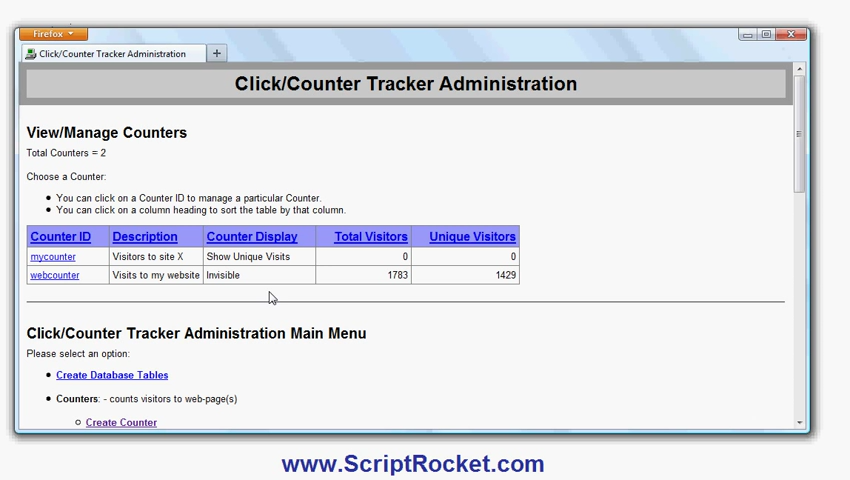 Firefox
Click/Counter Tracker Administration
Click/Counter Tracker Administration
View/Manage Counters
Total Counters = 2
Choose a Counter:
You can click on a Counter ID to manage a particular Counter.
You can click on a column heading to sort the table by that column.
Counter ID Description Counter Display Total Visitors Unique Visitors
mycounter Visitors to site X Show Unique Visits 0 0
webcounter Visits to my website Invisible 1783 1429
Click/Counter Tracker Administration Main Menu
Please select an option:
Create Database Tables
Counters: - counts visitors to web-page(s)
Create Counter
www.ScriptRocket.com